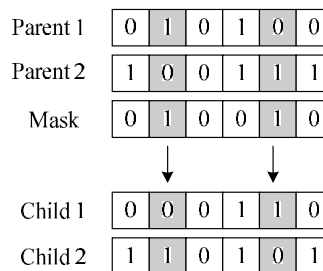 Parent 1 0 1 0 1 0 0
Parent 2 1 0 0 1 1 1
Mask 0 1 0 0 1 0
Child 1 0 0 0 1 1 0
Child 2 1 1 0 1 0 1